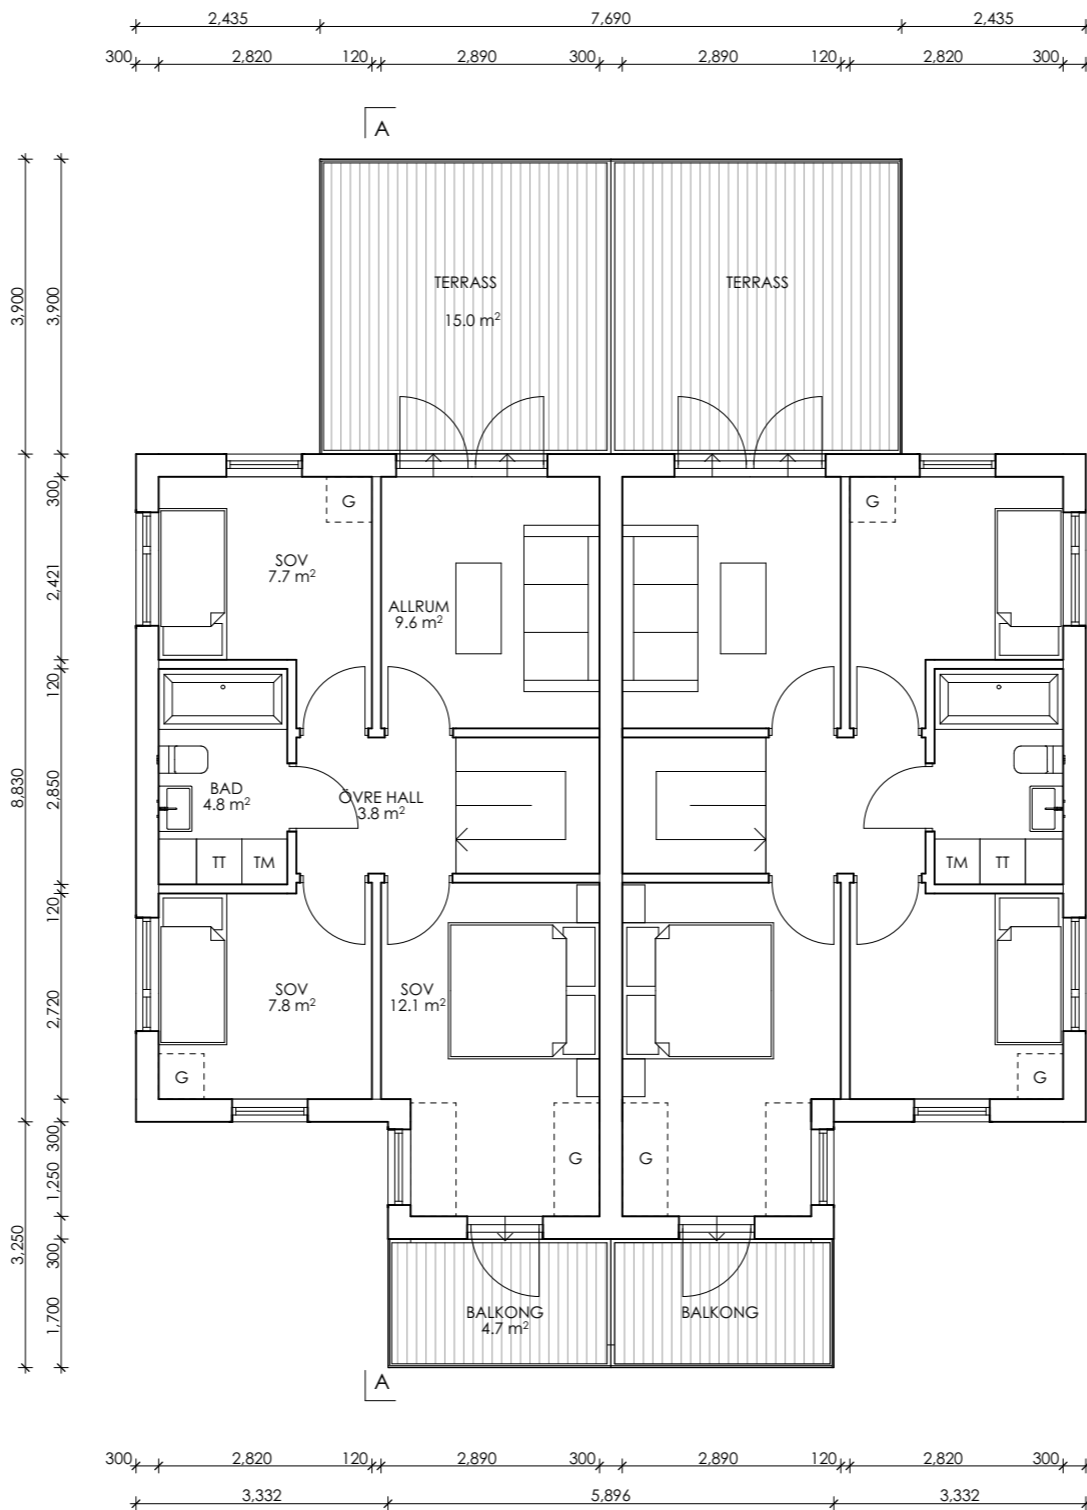 2,435
7,690
2,435
300
2,820
120
2,890
300
2,890
120
2,820
300
A
3,900
3,900
TERRASS
15.0 m²
TERRASS
8,830
300
2,421
120
2,850
120
2,720
300
G
G
SOV
7.7 m²
ALLRUM
9.6 m²
BAD
4.8 m²
ÖVRE HALL
3.8 m²
TT
TM
TM
TT
SOV
7.8 m²
SOV
12.1 m²
G
G
G
G
3,250
1,250
300
1,700
BALKONG
4.7 m²
BALKONG
A
300
2,820
120
2,890
300
2,890
120
2,820
300
3,332
5,896
3,332